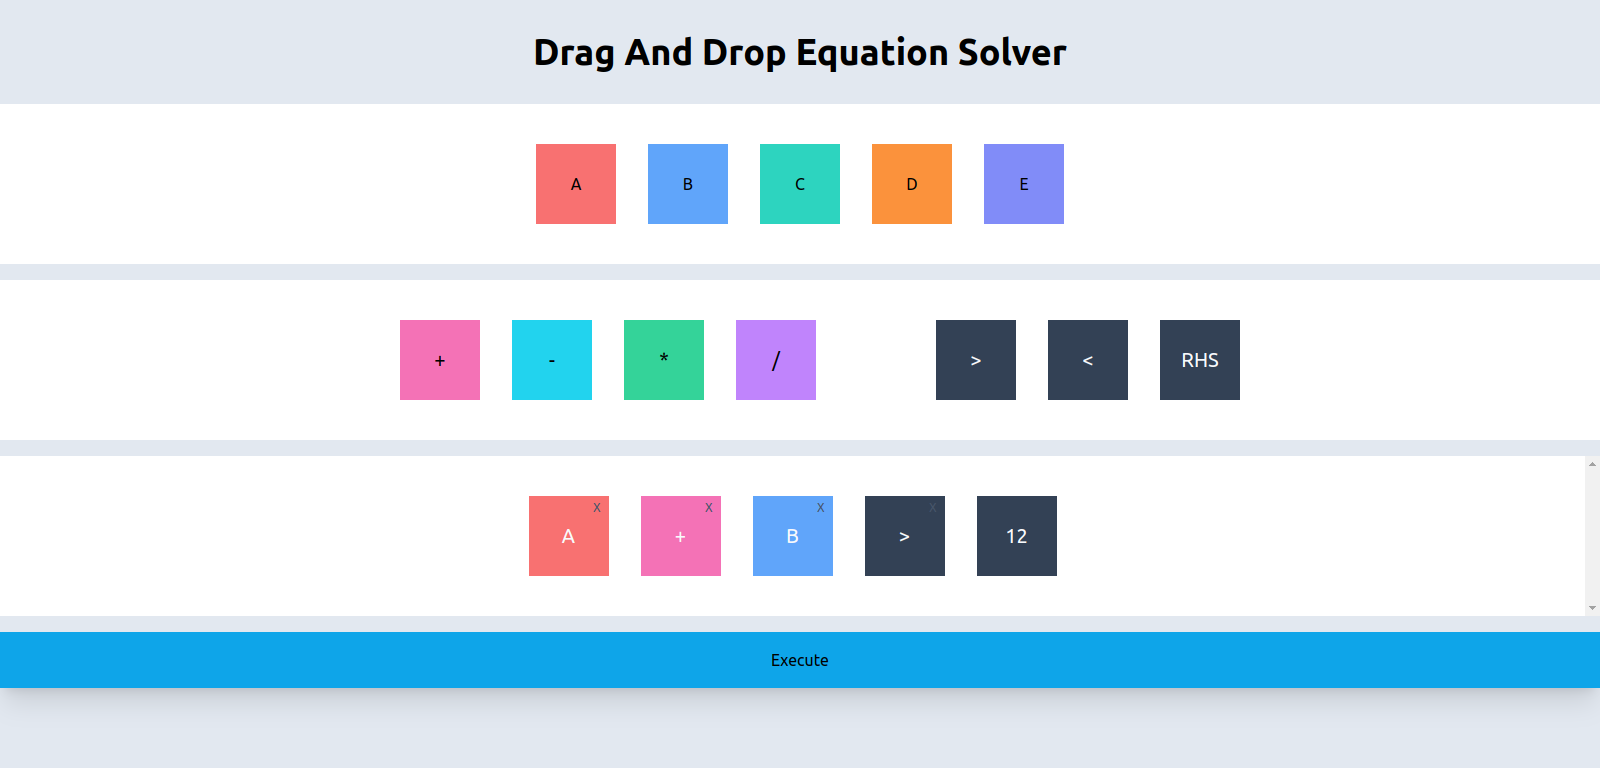 Drag And Drop Equation Solver
A B C D E
+ - * / > < RHS
X X X X
A + B > 12
Execute